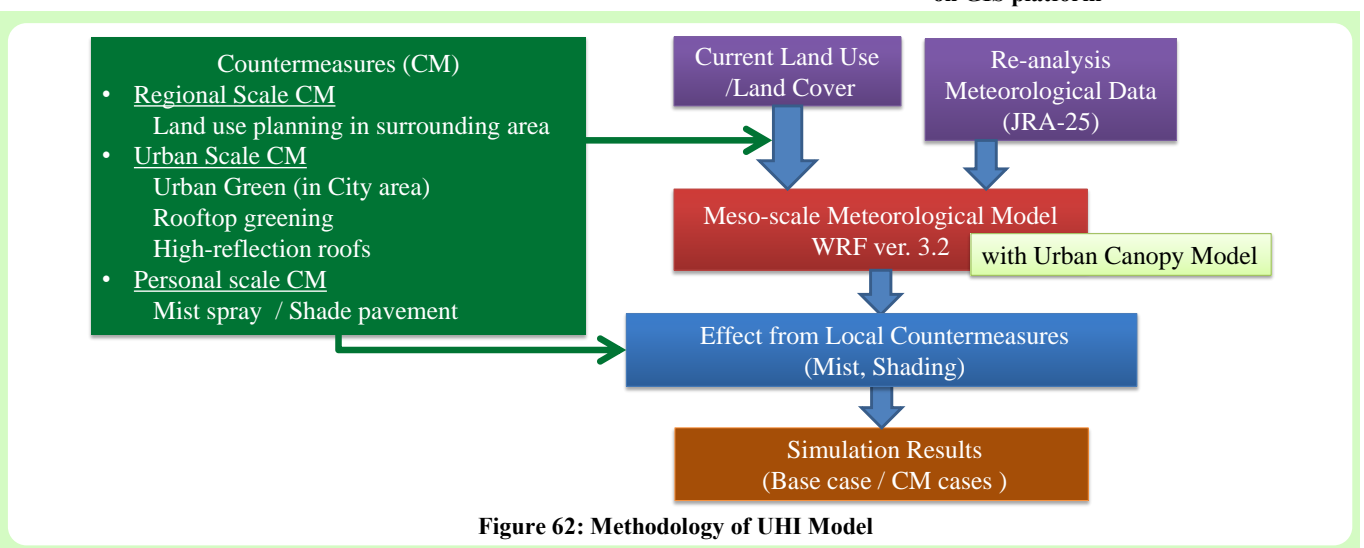 on GIS platform
Countermeasures (CM)
• Regional Scale CM
Land use planning in surrounding area
• Urban Scale CM
Urban Green (in City area)
Rooftop greening
High-reflection roofs
• Personal scale CM
Mist spray / Shade pavement
Current Land Use
/Land Cover
Re-analysis
Meteorological Data
(JRA-25)
Meso-scale Meteorological Model
WRF ver. 3.2
with Urban Canopy Model
Effect from Local Countermeasures
(Mist, Shading)
Simulation Results
(Base case / CM cases )
Figure 62: Methodology of UHI Model